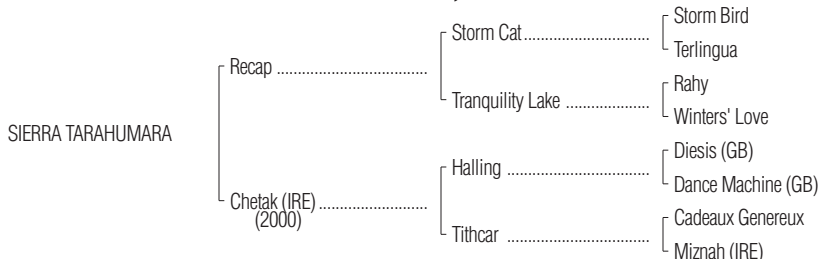 Storm Bird
Storm Cat..................................
Terlingua
Recap .........................................
Rahy
Tranquility Lake .......................
Winters' Love
SIERRA TARAHUMARA
Diesis (GB)
Halling .......................................
Dance Machine (GB)
Chetak (IRE)..............................
(2000)
Cadeaux Genereux
Tithcar .......................................
Miznah (IRE)